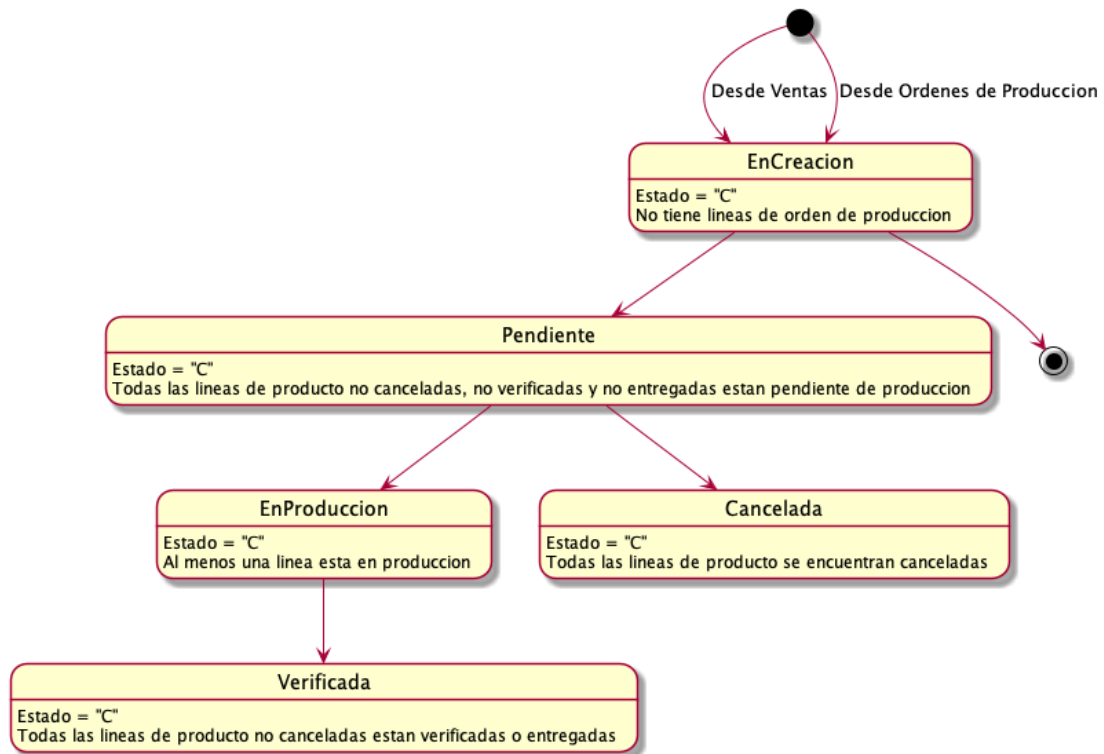 Desde Ventas
Desde Ordenes de Produccion
EnCreacion
Estado = "C"
No tiene lineas de orden de produccion
Pendiente
Estado = "C"
Todas las lineas de producto no canceladas, no verificadas y no entregadas estan pendiente de produccion
EnProduccion
Estado = "C"
Al menos una linea esta en produccion
Cancelada
Estado = "C"
Todas las lineas de producto se encuentran canceladas
Verificada
Estado = "C"
Todas las lineas de producto no canceladas estan verificadas o entregadas